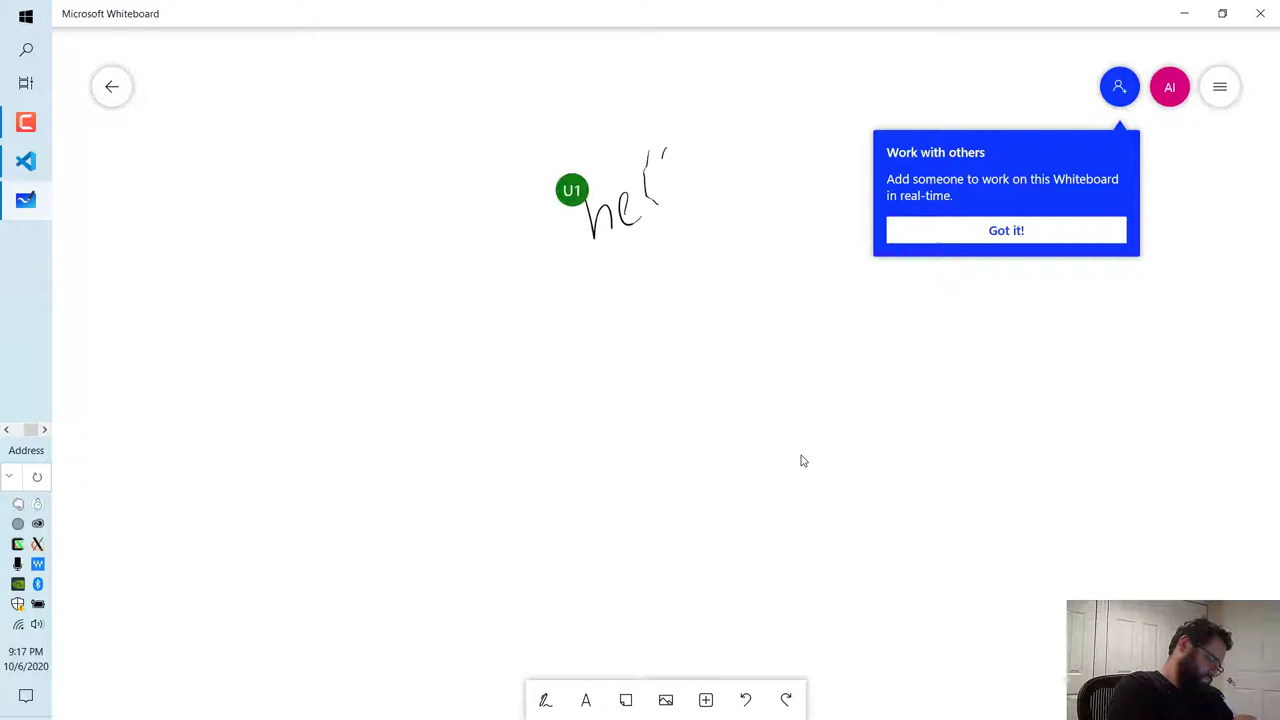 Microsoft Whiteboard
AI
Work with others
Add someone to work on this Whiteboard
in real-time.
Got it!
U1
hel
Address
9:17 PM
10/6/2020